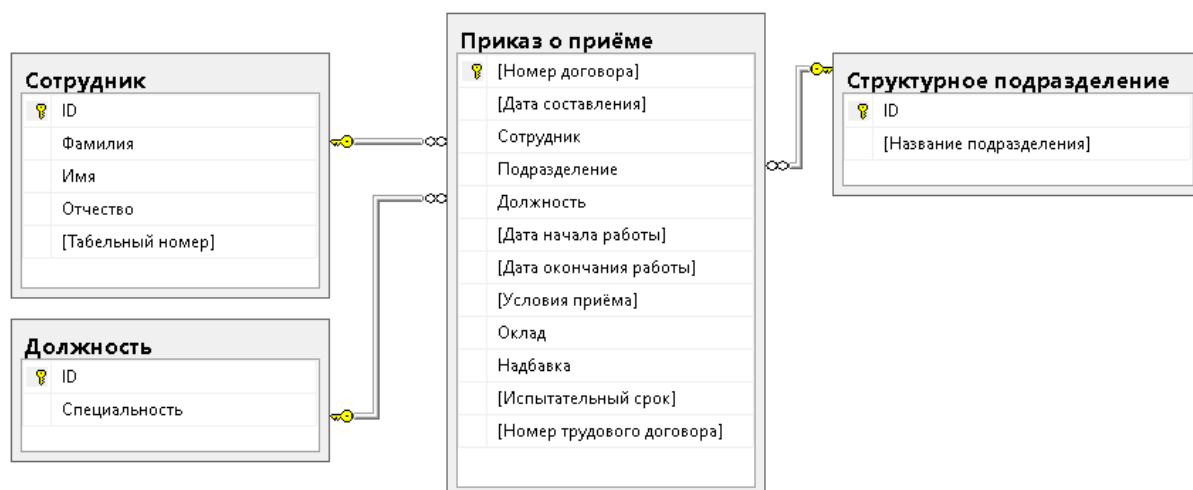 Сотрудник
ID
Фамилия
Имя
Отчество
[Табельный номер]
Должность
ID
Специальность
Приказ о приёме
[Номер договора]
[Дата составления]
Сотрудник
Подразделение
Должность
[Дата начала работы]
[Дата окончания работы]
[Условия приёма]
Оклад
Надбавка
[Испытательный срок]
[Номер трудового договора]
Структурное подразделение
ID
[Название подразделения]